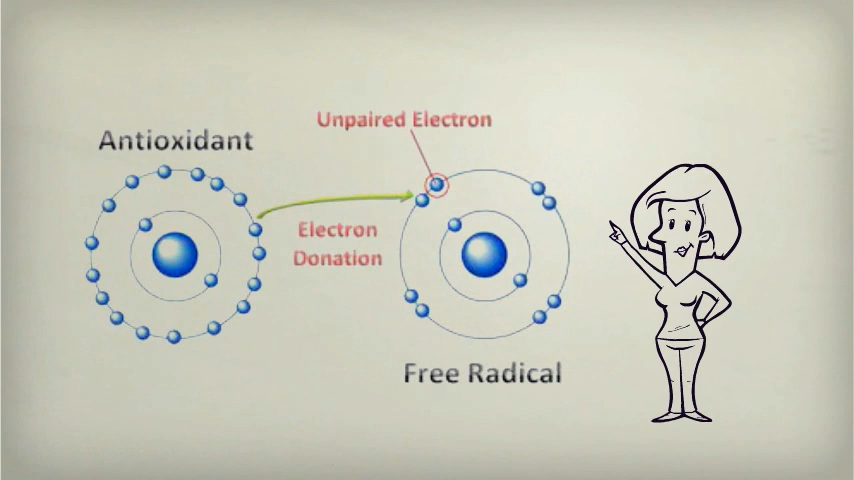 Unpaired Electron
Antioxidant
Electron
Donation
Free Radical